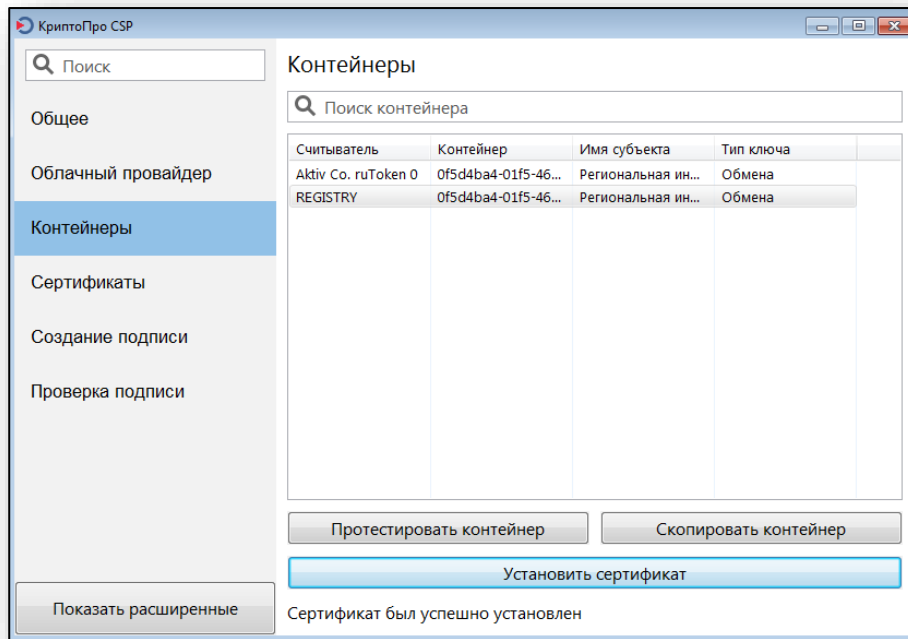 КриптоПро CSP
Поиск
Общее
Облачный провайдер
Контейнеры
Сертификаты
Создание подписи
Проверка подписи
Показать расширенные
Контейнеры
Поиск контейнера
Считыватель Контейнер Имя субъекта Тип ключа
Aktiv Co. ruToken 0 0f5d4ba4-01f5-46... Региональная ин... Обмена
REGISTRY 0f5d4ba4-01f5-46... Региональная ин... Обмена
Протестировать контейнер Скопировать контейнер
Установить сертификат
Сертификат был успешно установлен